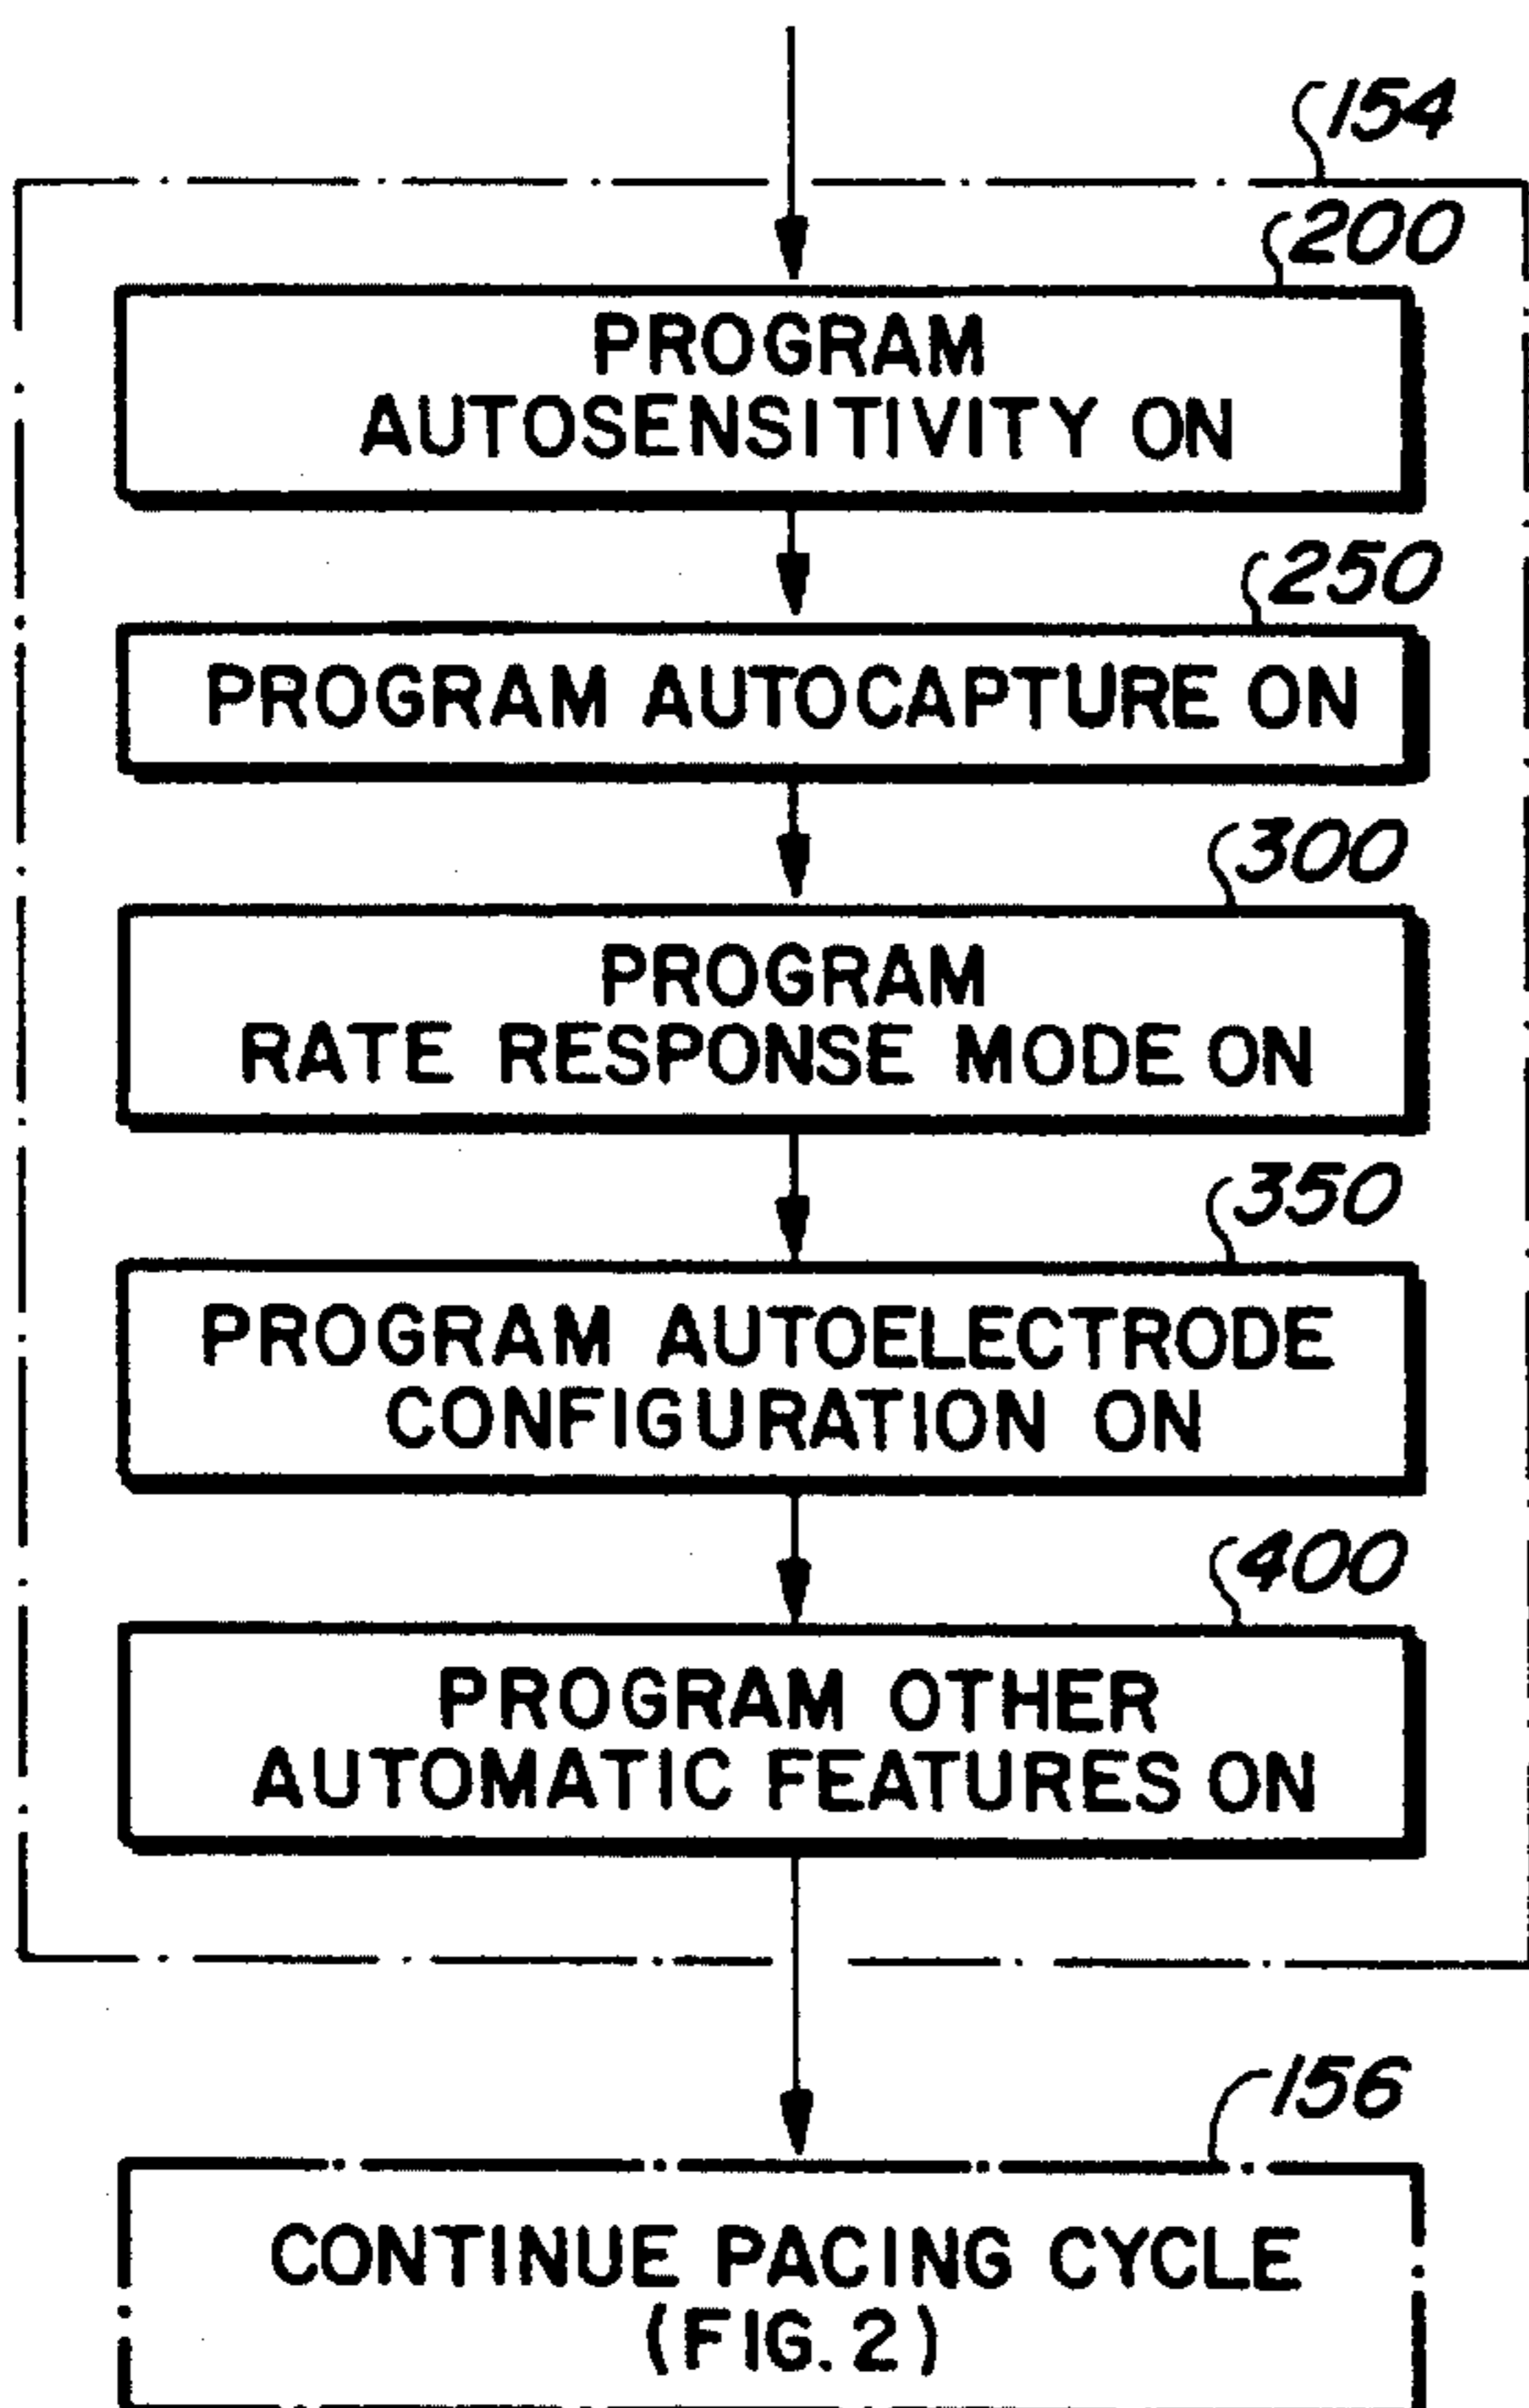 154
200
PROGRAM
AUTOSENSITIVITY ON
250
PROGRAM AUTOCAPTURE ON
300
PROGRAM
RATE RESPONSE MODE ON
350
PROGRAM AUTOELECTRODE
CONFIGURATION ON
400
PROGRAM OTHER
AUTOMATIC FEATURES ON
156
CONTINUE PACING CYCLE
(FIG. 2)